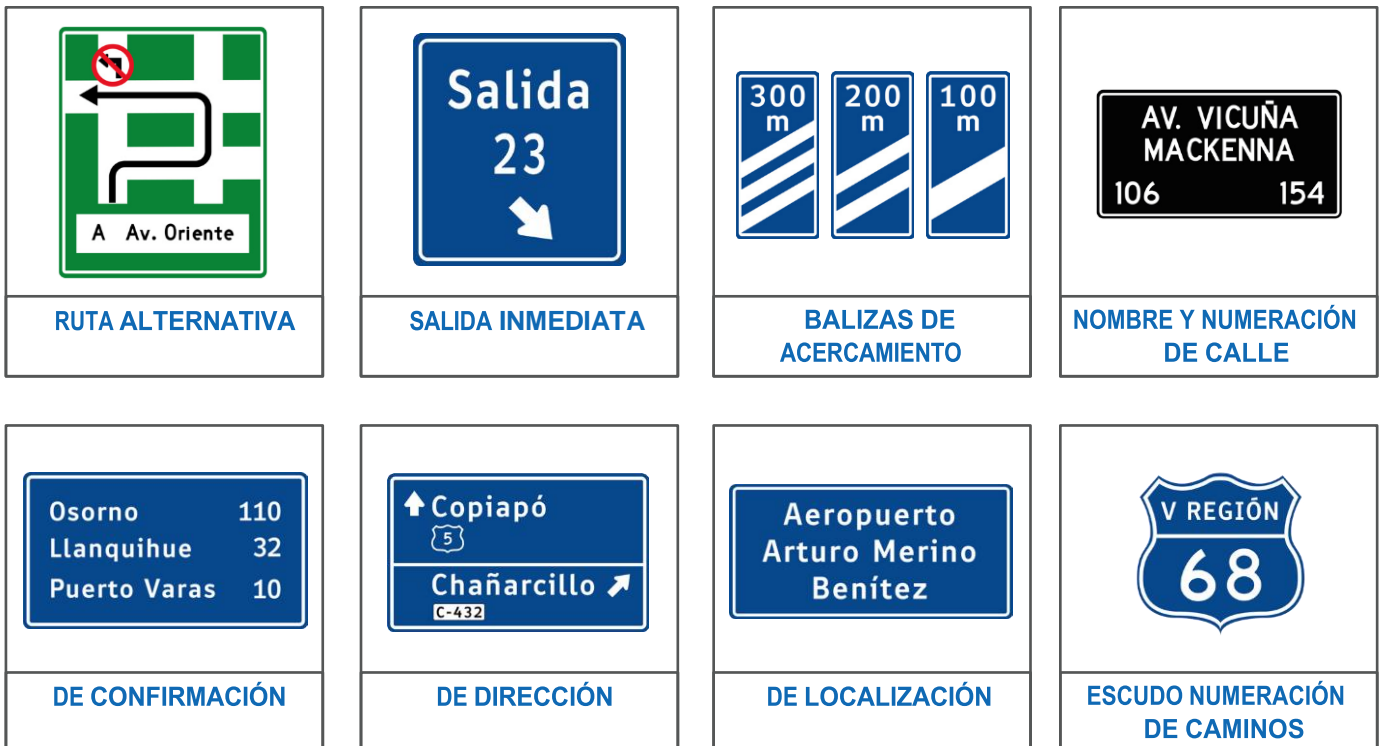 A Av. Oriente
RUTA ALTERNATIVA
Salida
23
SALIDA INMEDIATA
300 200 100
m m m
BALIZAS DE
ACERCAMIENTO
AV. VICUÑA
MACKENNA
106 154
NOMBRE Y NUMERACIÓN
DE CALLE
Osorno 110
Llanquihue 32
Puerto Varas 10
DE CONFIRMACIÓN
Copiapó
5
Chañarcillo
C-432
DE DIRECCIÓN
Aeropuerto
Arturo Merino
Benítez
DE LOCALIZACIÓN
V REGIÓN
68
ESCUDO NUMERACIÓN
DE CAMINOS